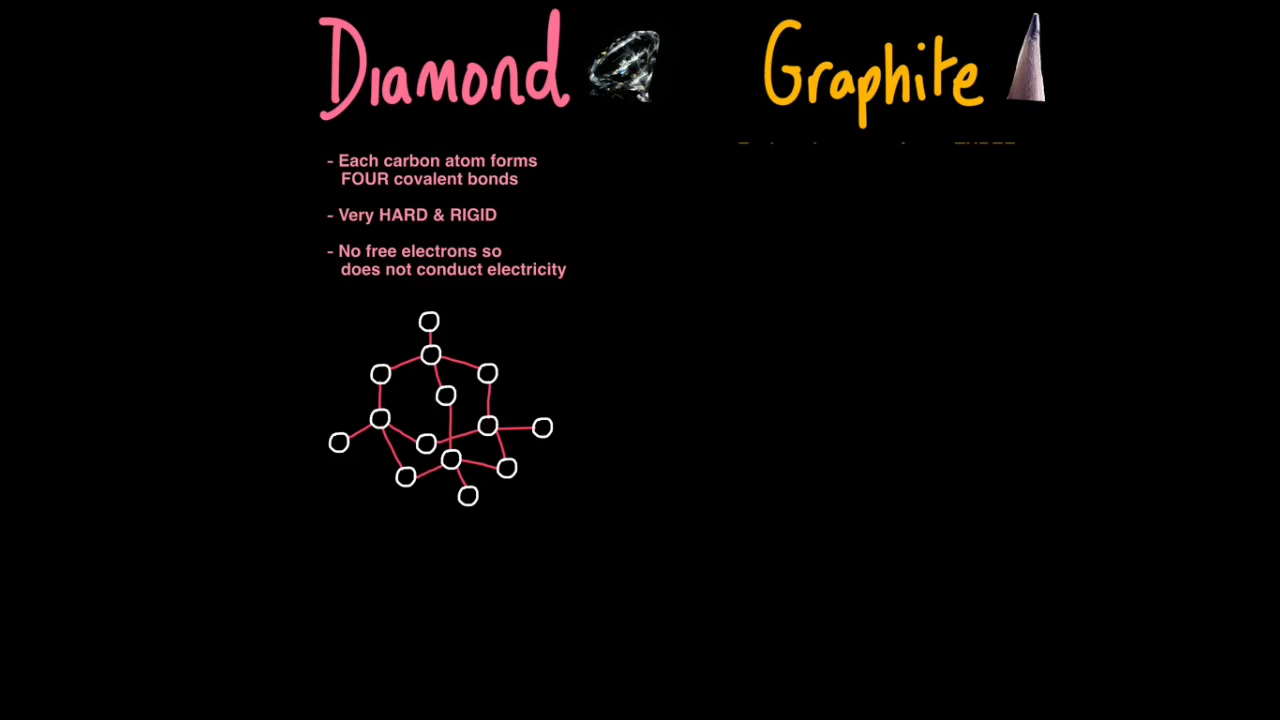 Diamond
Graphite
- Each carbon atom forms
FOUR covalent bonds
- Very HARD & RIGID
- No free electrons so
does not conduct electricity